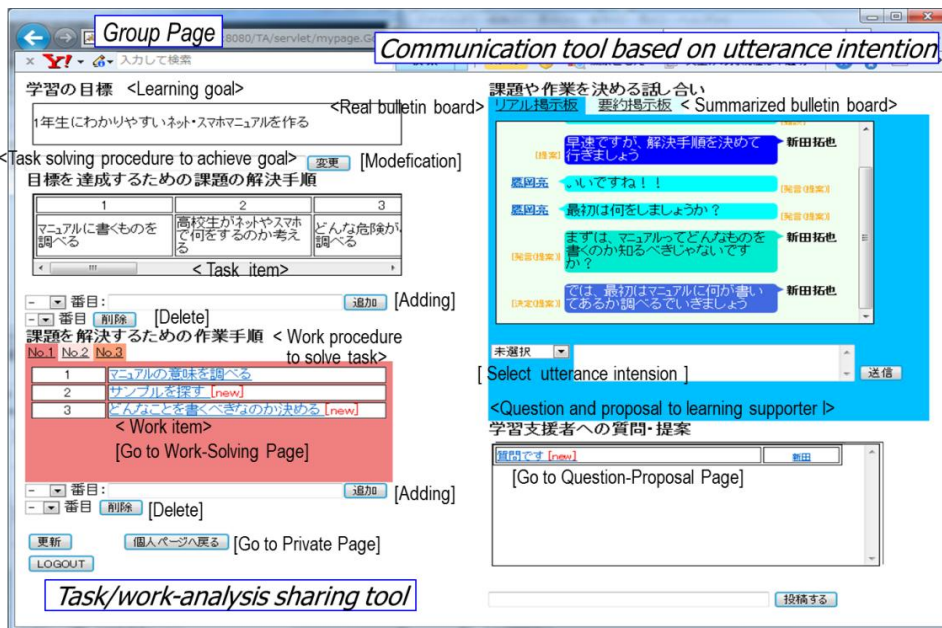 Group Page
:8080/TA/servlet/mypage.G
Communication tool based on utterance intention
× Y! 入力して検索
学習の目標 <Learning goal>
1年生にわかりやすいネット・スマホマニュアルを作る
<Task solving procedure to achieve goal> 変更 [Modefication]
目標を達成するための課題の解決手順
1 2 3
マニュアルに書くものを調べる
高校生がネットやスマホで何をするのか考える
どんな危険が
調べる
< Task item>
- 番目: 追加 [Adding]
- 番目 削除 [Delete]
課題を解決するための作業手順 < Work procedure
to solve task>
No.1 No.2 No.3
1 マニュアルの意味を調べる
2 サンプルを探す [new]
3 どんなことを書くべきなのか決める [new]
< Work item>
[Go to Work-Solving Page]
- 番目: 追加 [Adding]
- 番目 削除 [Delete]
更新 個人ページへ戻る [Go to Private Page]
LOGOUT
Task/work-analysis sharing tool
課題や作業を決める話し合い
<Real bulletin board> リアル掲示板 要約掲示板 < Summarized bulletin board>
早速ですが、解決手順を決めて
[提案] 行きましょう 新田拓也
いいですね！！ [発言(提案)]
最初は何をしましょうか？ [発言(提案)]
まずは、マニュアルってどんなものを 新田拓也
書くのか知るべきじゃないです
[発言(提案)] か？
では、最初はマニュアルに何が書い 新田拓也
[決定(提案)] てあるか調べるでいきましょう
未選択
[ Select utterance intension ] 送信
<Question and proposal to learning supporter l>
学習支援者への質問・提案
質問です [new] 新田
[Go to Question-Proposal Page]
投稿する